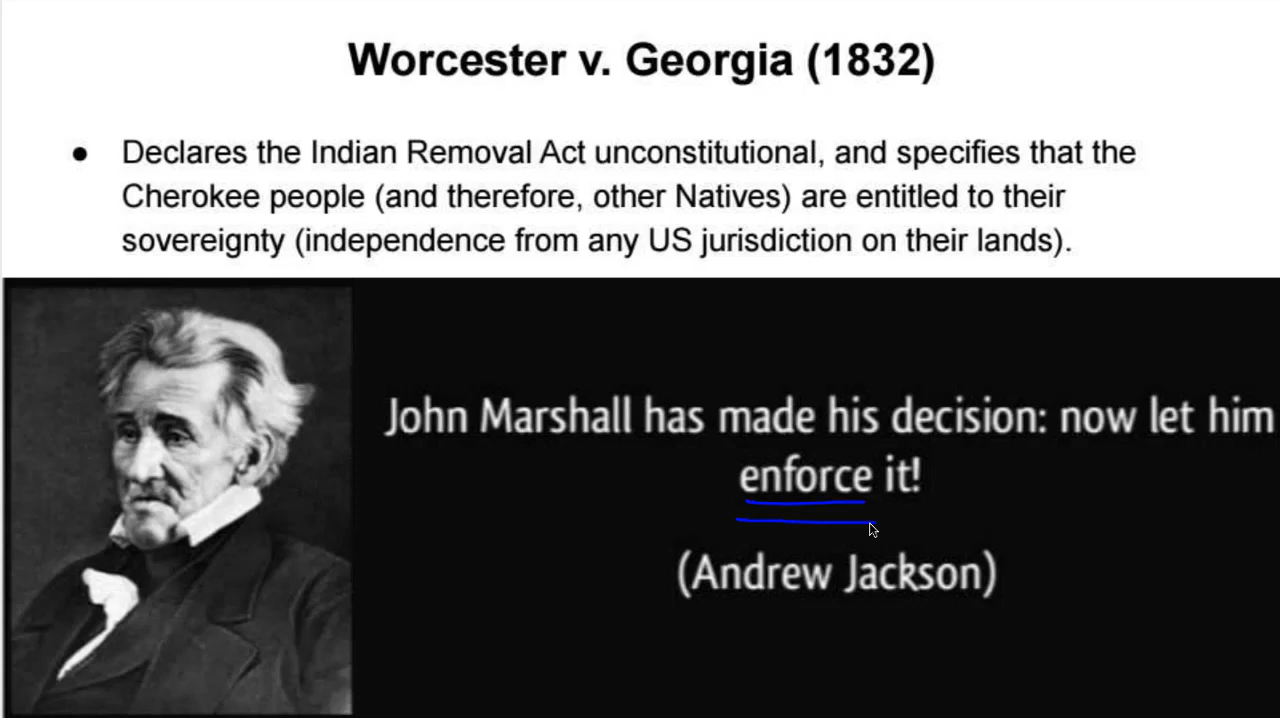 Worcester v. Georgia (1832)
● Declares the Indian Removal Act unconstitutional, and specifies that the
Cherokee people (and therefore, other Natives) are entitled to their
sovereignty (independence from any US jurisdiction on their lands).
John Marshall has made his decision: now let him
enforce it!
(Andrew Jackson)